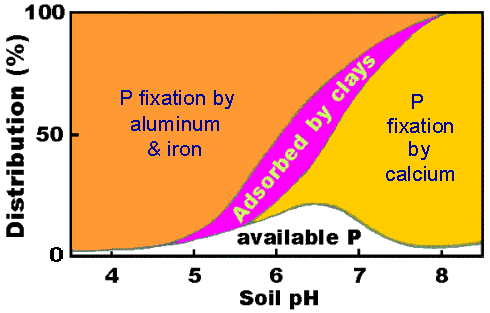 Distribution (%)
100
50
0
P fixation by
aluminum
& iron
Adsorbed by clays
P
fixation
by
calcium
available P
4 5 6 7 8
Soil pH